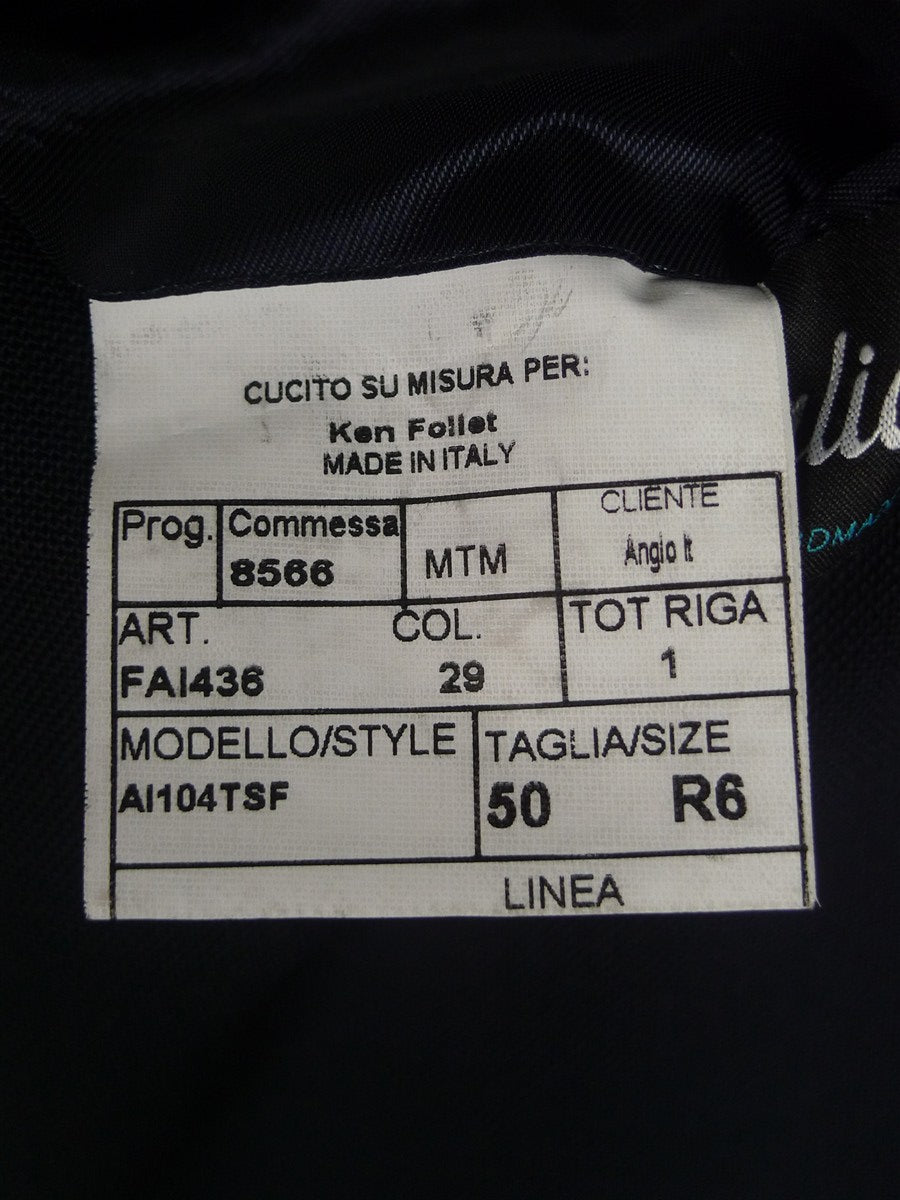 CUCITO SU MISURA PER:
Ken Follet
MADE IN ITALY
Prog.
Commessa
8566
MTM
CLIENTE
Angio It
ART.
FAI436
COL.
29
TOT RIGA
1
MODELLO/STYLE
AI104TSF
TAGLIA/SIZE
50 R6
LINEA